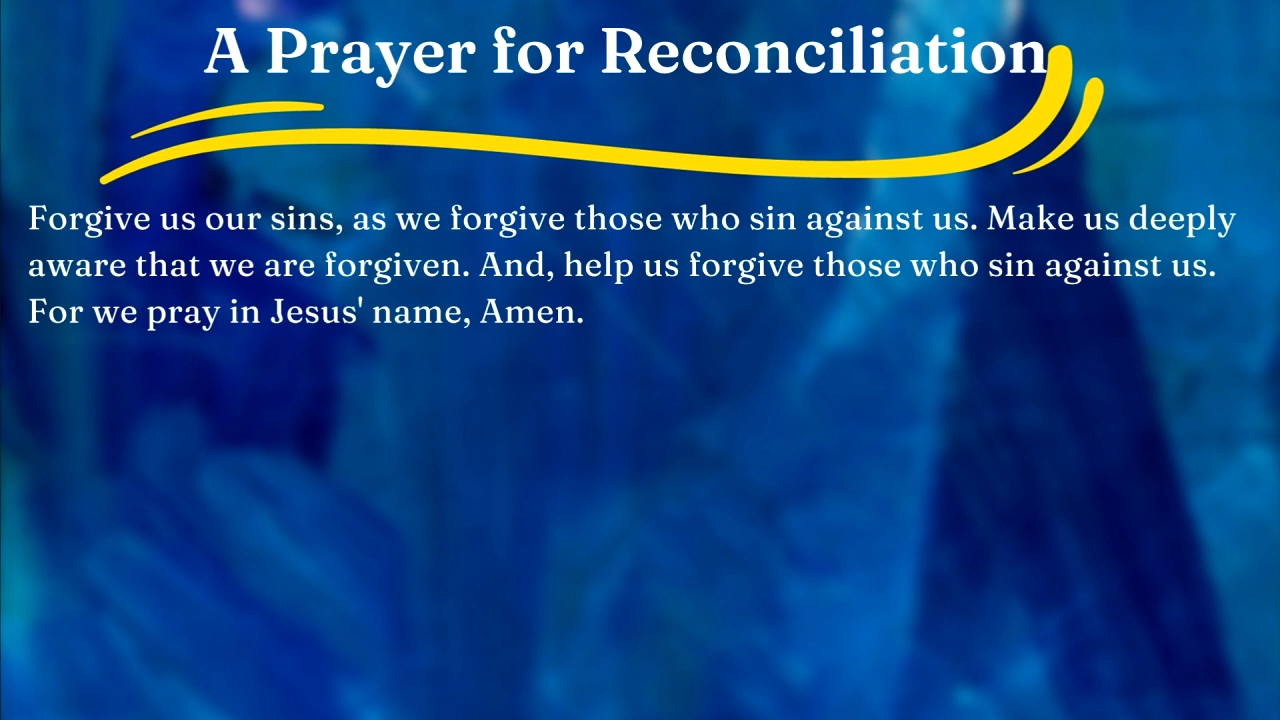 A Prayer for Reconciliation
Forgive us our sins, as we forgive those who sin against us. Make us deeply
aware that we are forgiven. And, help us forgive those who sin against us.
For we pray in Jesus' name, Amen.